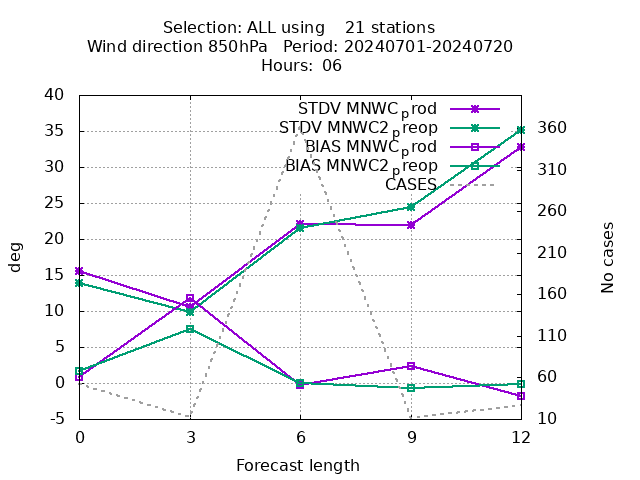 Selection: ALL using    21 stations
Wind direction 850hPa   Period: 20240701-20240720
Hours: 06
STDV MNWC_prod
STDV MNWC2_preop
BIAS MNWC_prod
BIAS MNWC2_preop
CASES
40
35
30
25
20
15
10
5
0
-5
deg
360
310
260
210
160
110
60
10
No cases
0 3 6 9 12
Forecast length